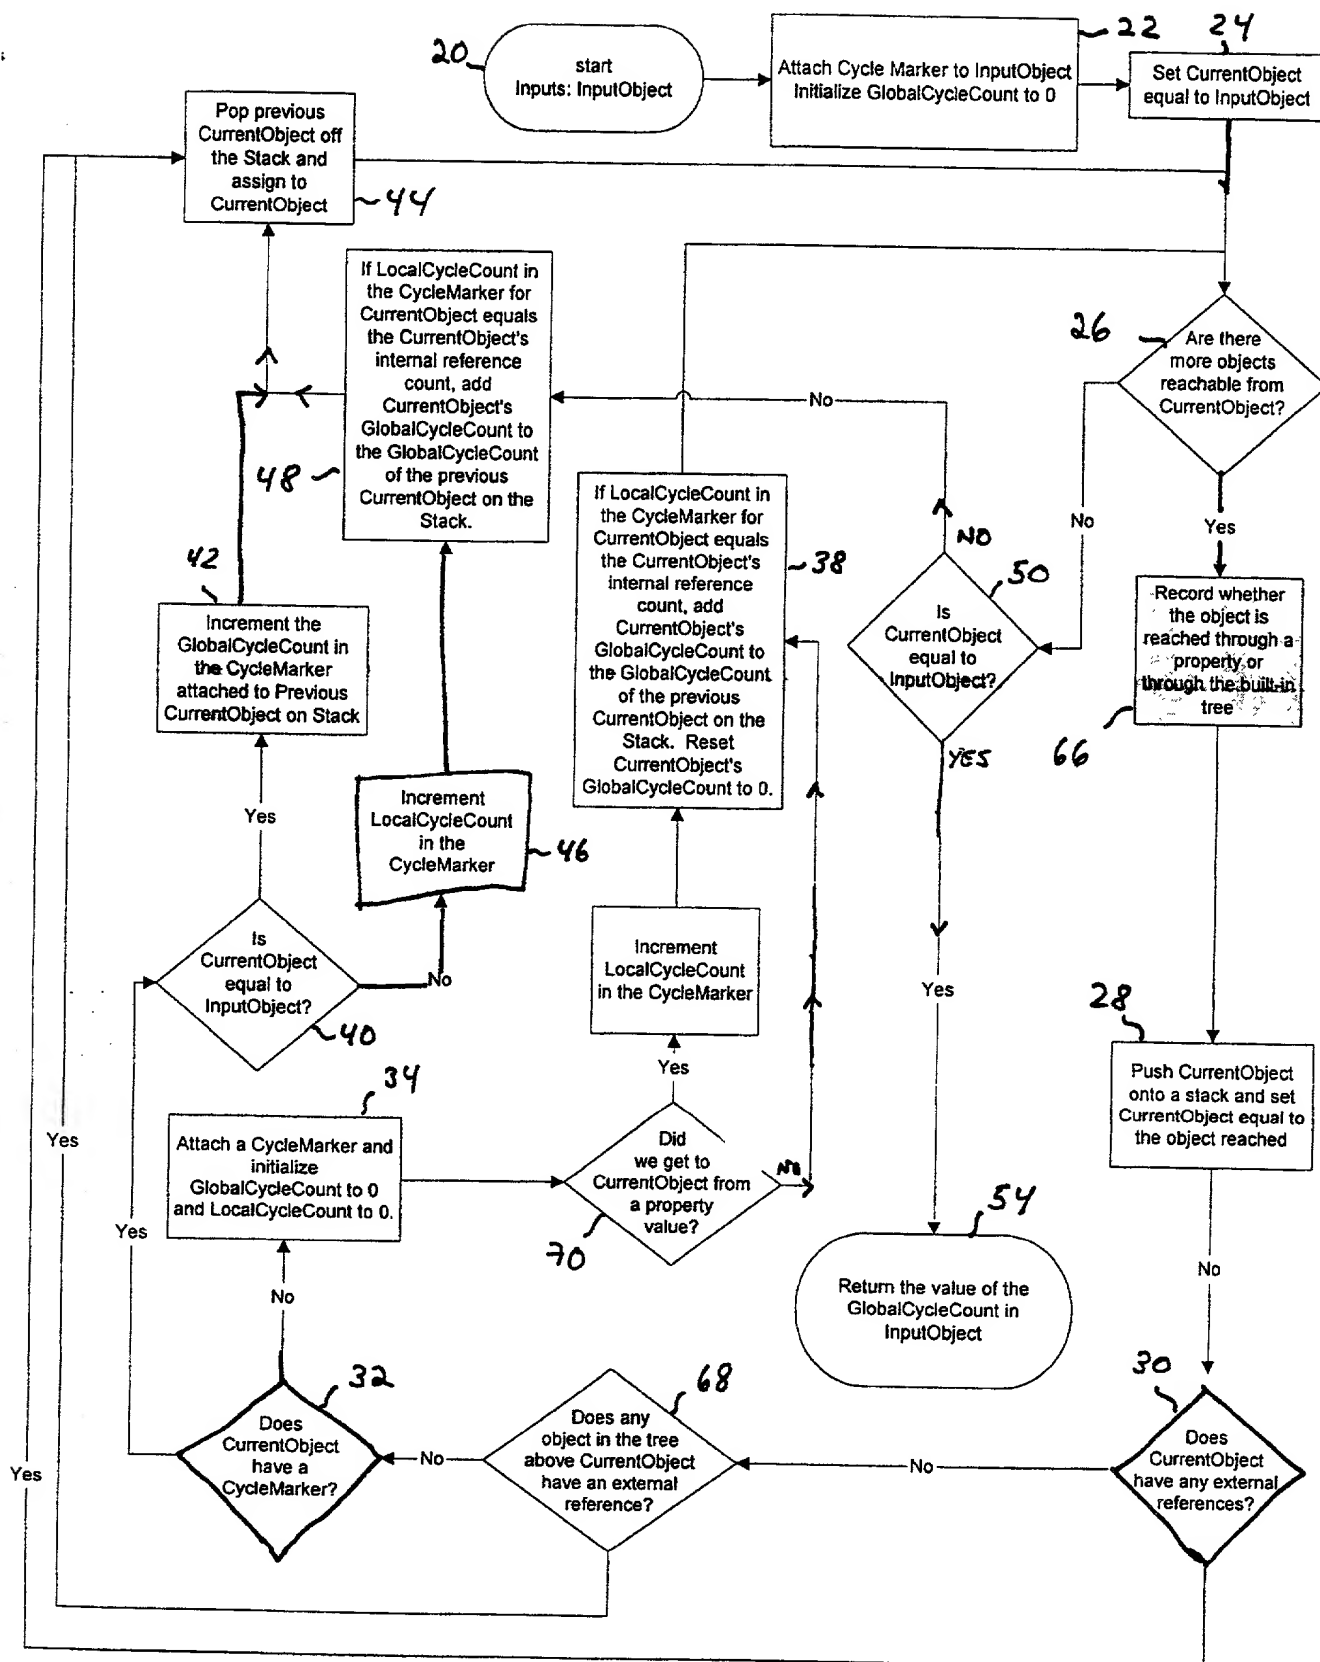 20
start
Inputs: InputObject
22
Attach Cycle Marker to InputObject
Initialize GlobalCycleCount to 0
24
Set CurrentObject
equal to InputObject
Pop previous
CurrentObject off
the Stack and
assign to
CurrentObject
44
If LocalCycleCount in
the CycleMarker for
CurrentObject equals
the CurrentObject's
internal reference
count, add
CurrentObject's
GlobalCycleCount to
the GlobalCycleCount
of the previous
CurrentObject on the
Stack.
48
26
Are there
more objects
reachable from
CurrentObject?
No
No
Yes
NO
If LocalCycleCount in
the CycleMarker for
CurrentObject equals
the CurrentObject's
internal reference
count, add
CurrentObject's
GlobalCycleCount to
the GlobalCycleCount
of the previous
CurrentObject on the
Stack. Reset
CurrentObject's
GlobalCycleCount to 0.
38
50
Is
CurrentObject
equal to
InputObject?
YES
Record whether
the object is
reached through a
property or
through the built-in
tree
66
42
Increment the
GlobalCycleCount in
the CycleMarker
attached to Previous
CurrentObject on Stack
Yes
Increment
LocalCycleCount
in the
CycleMarker
46
Is
CurrentObject
equal to
InputObject?
40
No
Increment
LocalCycleCount
in the CycleMarker
Yes
Yes
28
Push CurrentObject
onto a stack and set
CurrentObject equal to
the object reached
34
Attach a CycleMarker and
initialize
GlobalCycleCount to 0
and LocalCycleCount to 0.
Did
we get to
CurrentObject from
a property
value?
70
No
Yes
Yes
54
Return the value of the
GlobalCycleCount in
InputObject
No
No
32
Does
CurrentObject
have a
CycleMarker?
No
68
Does any
object in the tree
above CurrentObject
have an external
reference?
No
30
Does
CurrentObject
have any external
references?
Yes